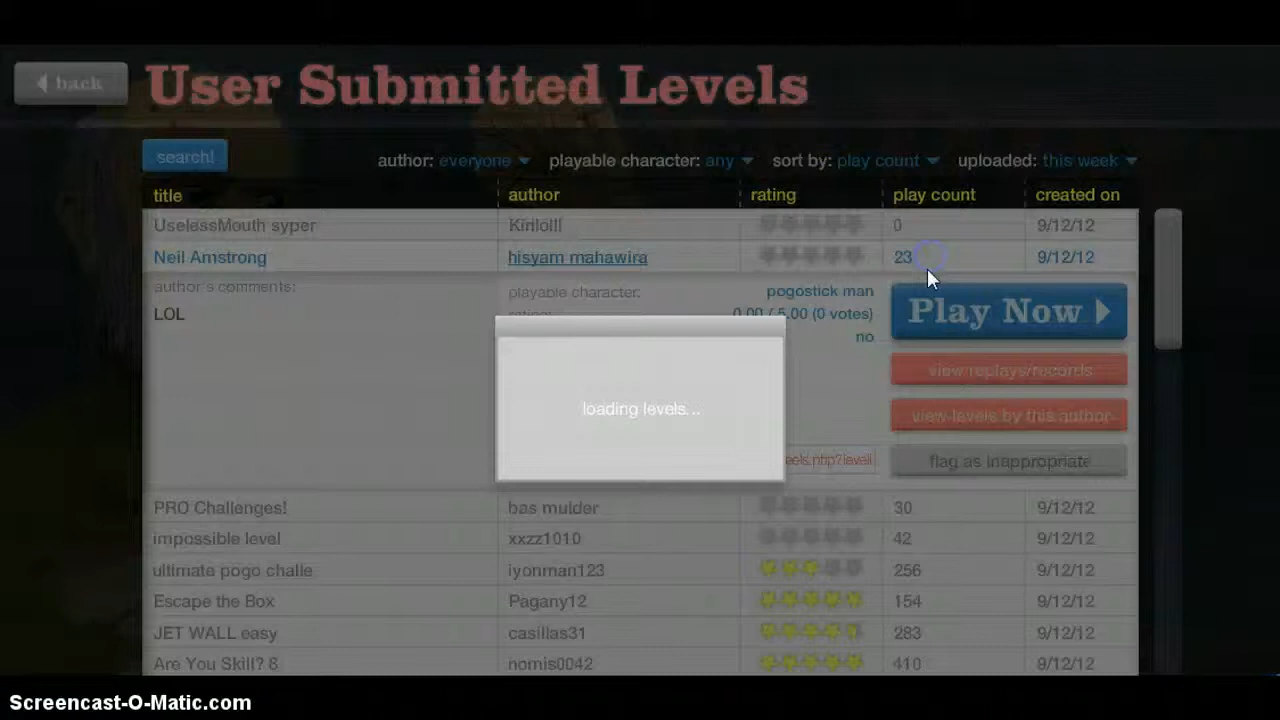 back
User Submitted Levels
search!
author: everyone playable character: any sort by: play count uploaded: this week
title author rating play count created on
UselessMouth syper Kirilolll 0 9/12/12
Neil Amstrong hisyam mahawira 23 9/12/12
author's comments: playable character: pogostick man
LOL 0.00 / 5.00 (0 votes) Play Now
no
view replays/records
loading levels...
view levels by this author
flag as inappropriate
PRO Challenges! bas mulder 30 9/12/12
impossible level xxzz1010 42 9/12/12
ultimate pogo challe iyonman123 256 9/12/12
Escape the Box Pagany12 154 9/12/12
JET WALL easy casillas31 283 9/12/12
Are You Skill? 8 nomis0042 410 9/12/12
Screencast-O-Matic.com